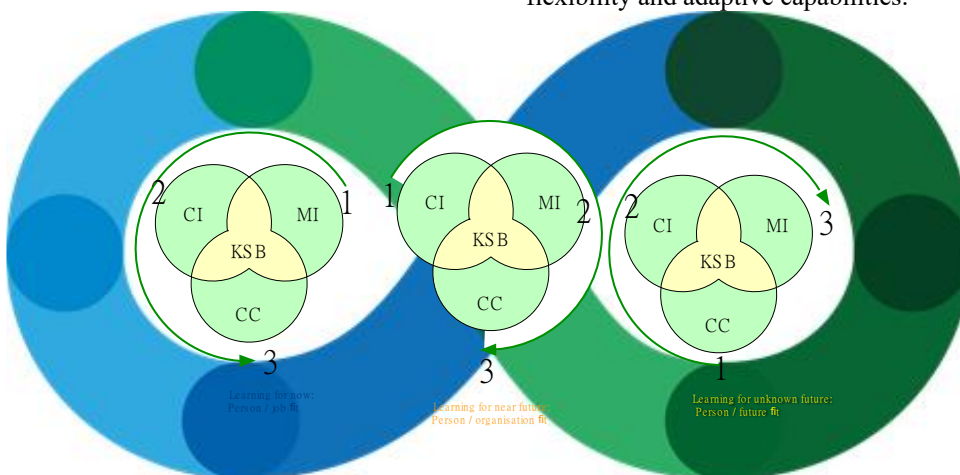 flexibility and adaptive capabilities.
2
CI
MI
1
KSB
CC
3
Learning for now:
Person / job fit
1
CI
MI
2
KSB
CC
3
Learning for near future:
Person / organisation fit
2
CI
MI
3
KSB
CC
1
Learning for unknown future:
Person / future fit